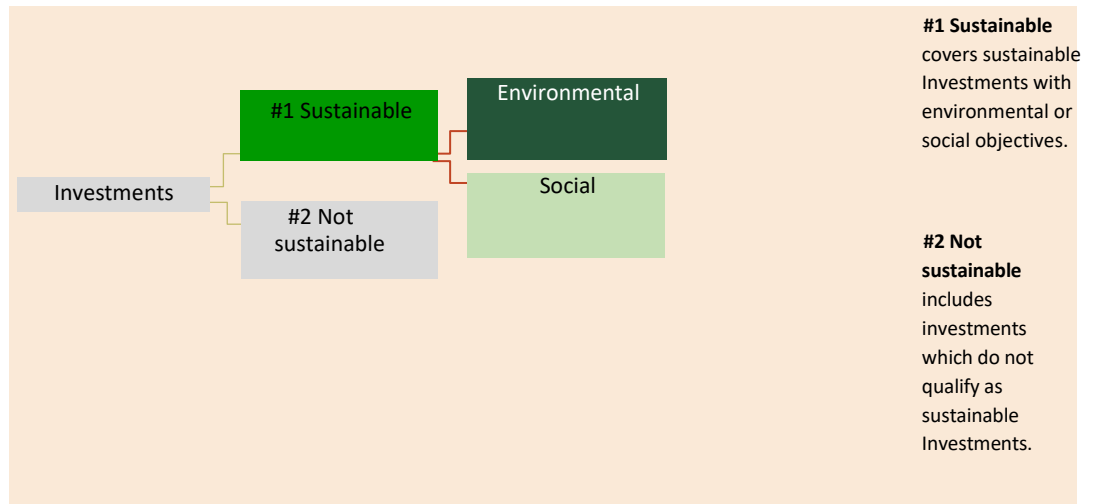 Investments
#1 Sustainable
#2 Not
sustainable
Environmental
Social
#1 Sustainable
covers sustainable
Investments with
environmental or
social objectives.
#2 Not
sustainable
includes
investments
which do not
qualify as
sustainable
Investments.